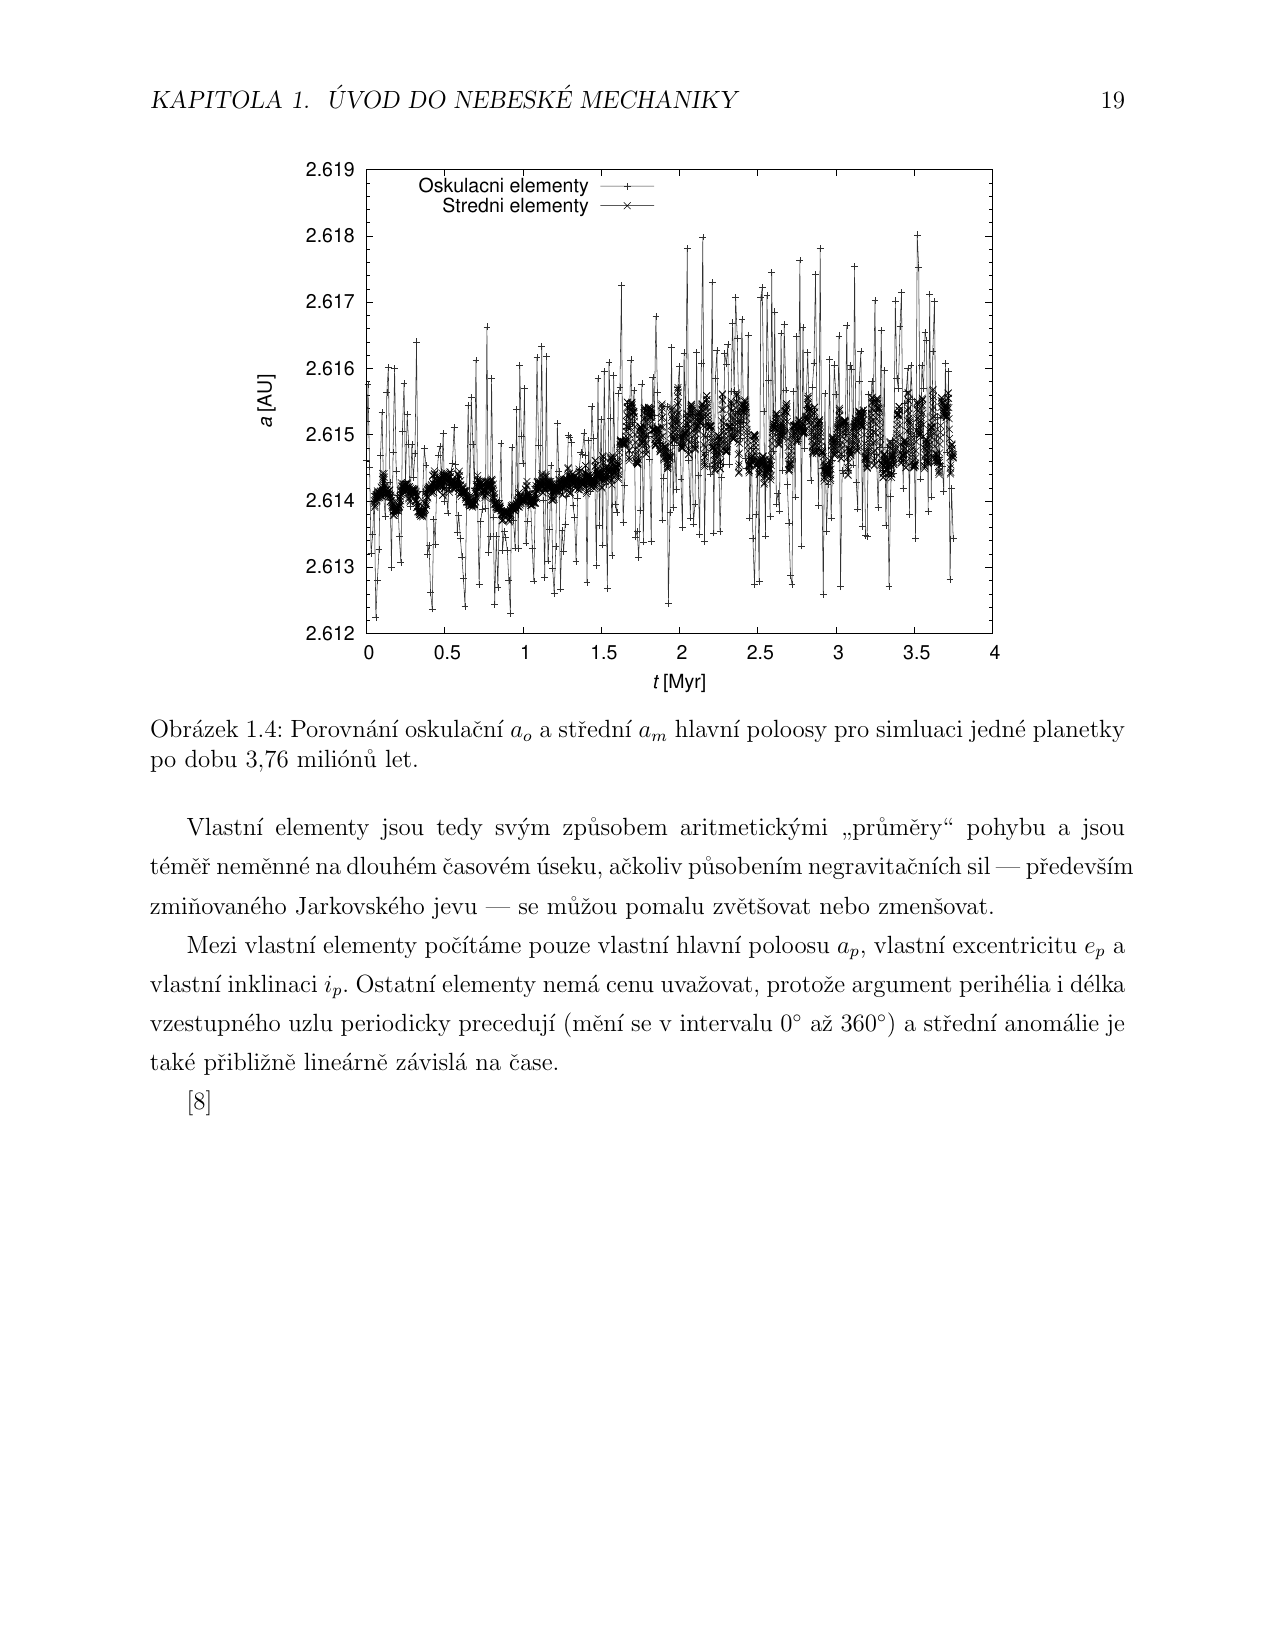 KAPITOLA 1. ÚVOD DO NEBESKÉ MECHANIKY 19
2.619
Oskulacni elementy
Stredni elementy
2.618
2.617
2.616
2.615
2.614
2.613
2.612
a [AU]
0 0.5 1 1.5 2 2.5 3 3.5 4
t [Myr]
Obrázek 1.4: Porovnání oskulační a_o a střední a_m hlavní poloosy pro simluaci jedné planetky
po dobu 3,76 miliónů let.
Vlastní elementy jsou tedy svým způsobem aritmetickými „průměry“ pohybu a jsou
téměř neměnné na dlouhém časovém úseku, ačkoliv působením negravitačních sil — především
zmiňovaného Jarkovského jevu — se můžou pomalu zvětšovat nebo zmenšovat.
Mezi vlastní elementy počítáme pouze vlastní hlavní poloosu a_p, vlastní excentricitu e_p a
vlastní inklinaci i_p. Ostatní elementy nemá cenu uvažovat, protože argument perihélia i délka
vzestupného uzlu periodicky precedují (mění se v intervalu 0° až 360°) a střední anomálie je
také přibližně lineárně závislá na čase.
[8]